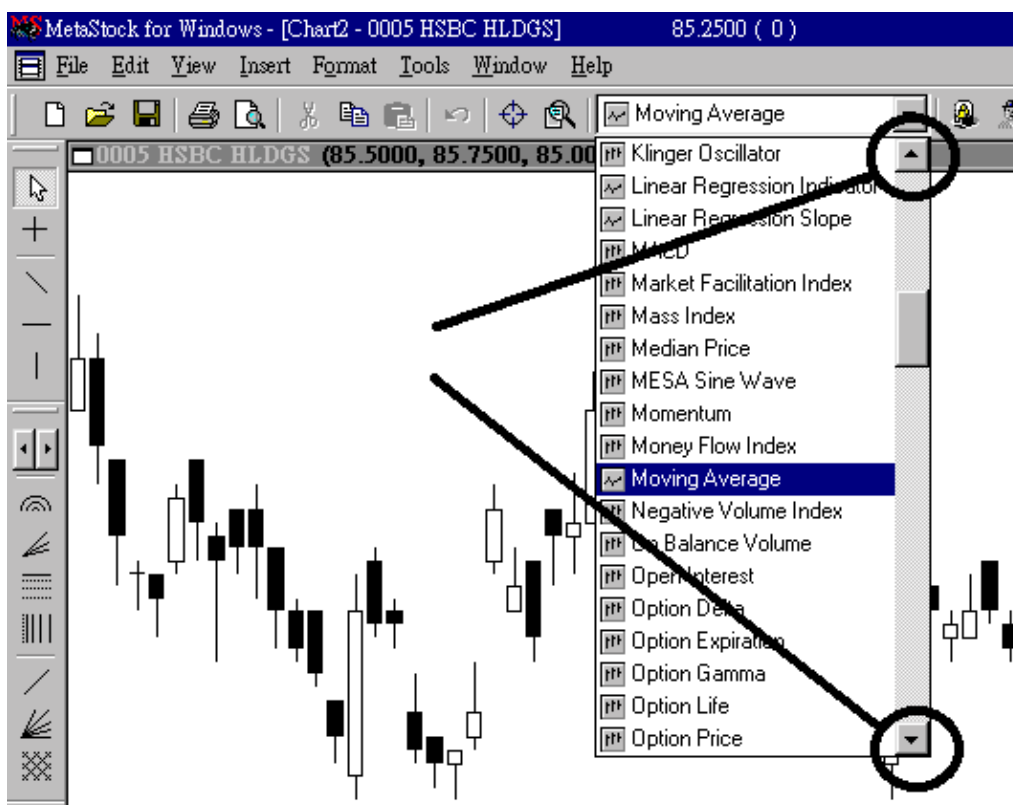 MetaStock for Windows - [Chart2 - 0005 HSBC HLDGS] 85.2500 ( 0 )
File Edit View Insert Format Tools Window Help
Moving Average
0005 HSBC HLDGS (85.5000, 85.7500, 85.00
Klinger Oscillator
Linear Regression Indicator
Linear Regression Slope
MACD
Market Facilitation Index
Mass Index
Median Price
MESA Sine Wave
Momentum
Money Flow Index
Moving Average
Negative Volume Index
On Balance Volume
Open Interest
Option Delta
Option Expiration
Option Gamma
Option Life
Option Price